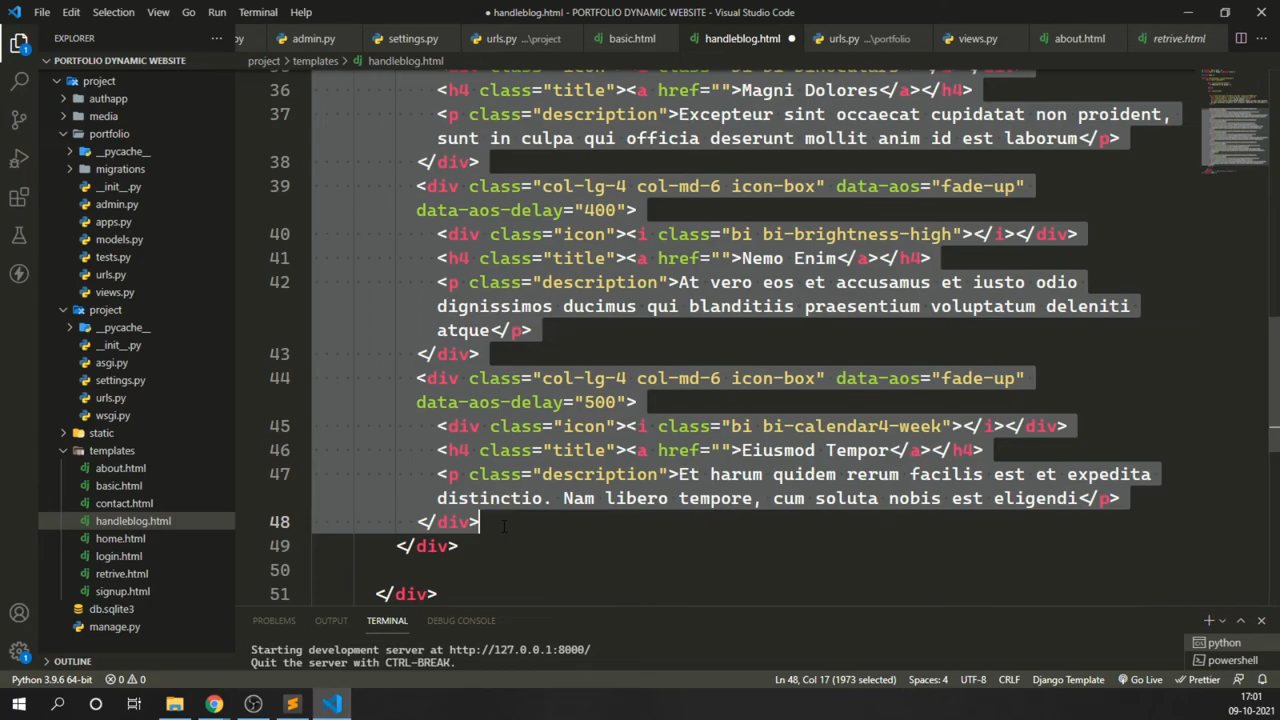 File Edit Selection View Go Run Terminal Help
● handleblog.html - PORTFOLIO DYNAMIC WEBSITE - Visual Studio Code
EXPLORER
py admin.py settings.py urls.py ...\project basic.html handleblog.html ● urls.py ...\portfolio views.py about.html retrive.html
PORTFOLIO DYNAMIC WEBSITE
project > templates > handleblog.html
project
authapp
media
portfolio
__pycache__
migrations
__init__.py
admin.py
apps.py
models.py
tests.py
urls.py
views.py
project
__pycache__
__init__.py
asgi.py
settings.py
urls.py
wsgi.py
static
templates
about.html
basic.html
contact.html
handleblog.html
home.html
login.html
retrive.html
signup.html
db.sqlite3
manage.py
OUTLINE
36 <h4 class="title"><a href="">Magni Dolores</a></h4>
37 <p class="description">Excepteur sint occaecat cupidatat non proident,
sunt in culpa qui officia deserunt mollit anim id est laborum</p>
38 </div>
39 <div class="col-lg-4 col-md-6 icon-box" data-aos="fade-up"
data-aos-delay="400">
40 <div class="icon"><i class="bi bi-brightness-high"></i></div>
41 <h4 class="title"><a href="">Nemo Enim</a></h4>
42 <p class="description">At vero eos et accusamus et iusto odio
dignissimos ducimus qui blanditiis praesentium voluptatum deleniti
atque</p>
43 </div>
44 <div class="col-lg-4 col-md-6 icon-box" data-aos="fade-up"
data-aos-delay="500">
45 <div class="icon"><i class="bi bi-calendar4-week"></i></div>
46 <h4 class="title"><a href="">Eiusmod Tempor</a></h4>
47 <p class="description">Et harum quidem rerum facilis est et expedita
distinctio. Nam libero tempore, cum soluta nobis est eligendi</p>
48 </div>
49 </div>
50
51 </div>
PROBLEMS OUTPUT TERMINAL DEBUG CONSOLE
Starting development server at http://127.0.0.1:8000/
Quit the server with CTRL-BREAK.
python
powershell
Python 3.9.6 64-bit 0 0 Ln 48, Col 17 (1973 selected) Spaces: 4 UTF-8 CRLF Django Template Go Live Prettier
17:01
09-10-2021